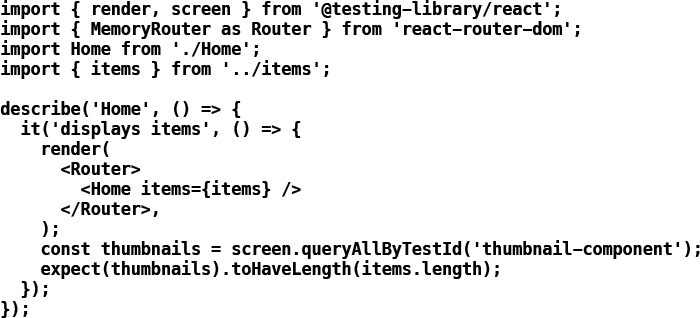 import { render, screen } from '@testing-library/react';
import { MemoryRouter as Router } from 'react-router-dom';
import Home from './Home';
import { items } from '../items';

describe('Home', () => {
  it('displays items', () => {
    render(
      <Router>
        <Home items={items} />
      </Router>,
    );
    const thumbnails = screen.queryAllByTestId('thumbnail-component');
    expect(thumbnails).toHaveLength(items.length);
  });
});